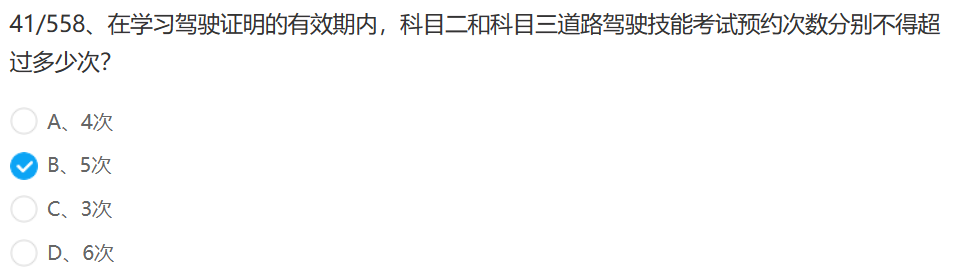 41/558、在学习驾驶证明的有效期内，科目二和科目三道路驾驶技能考试预约次数分别不得超
过多少次？
A、4次
B、5次
C、3次
D、6次